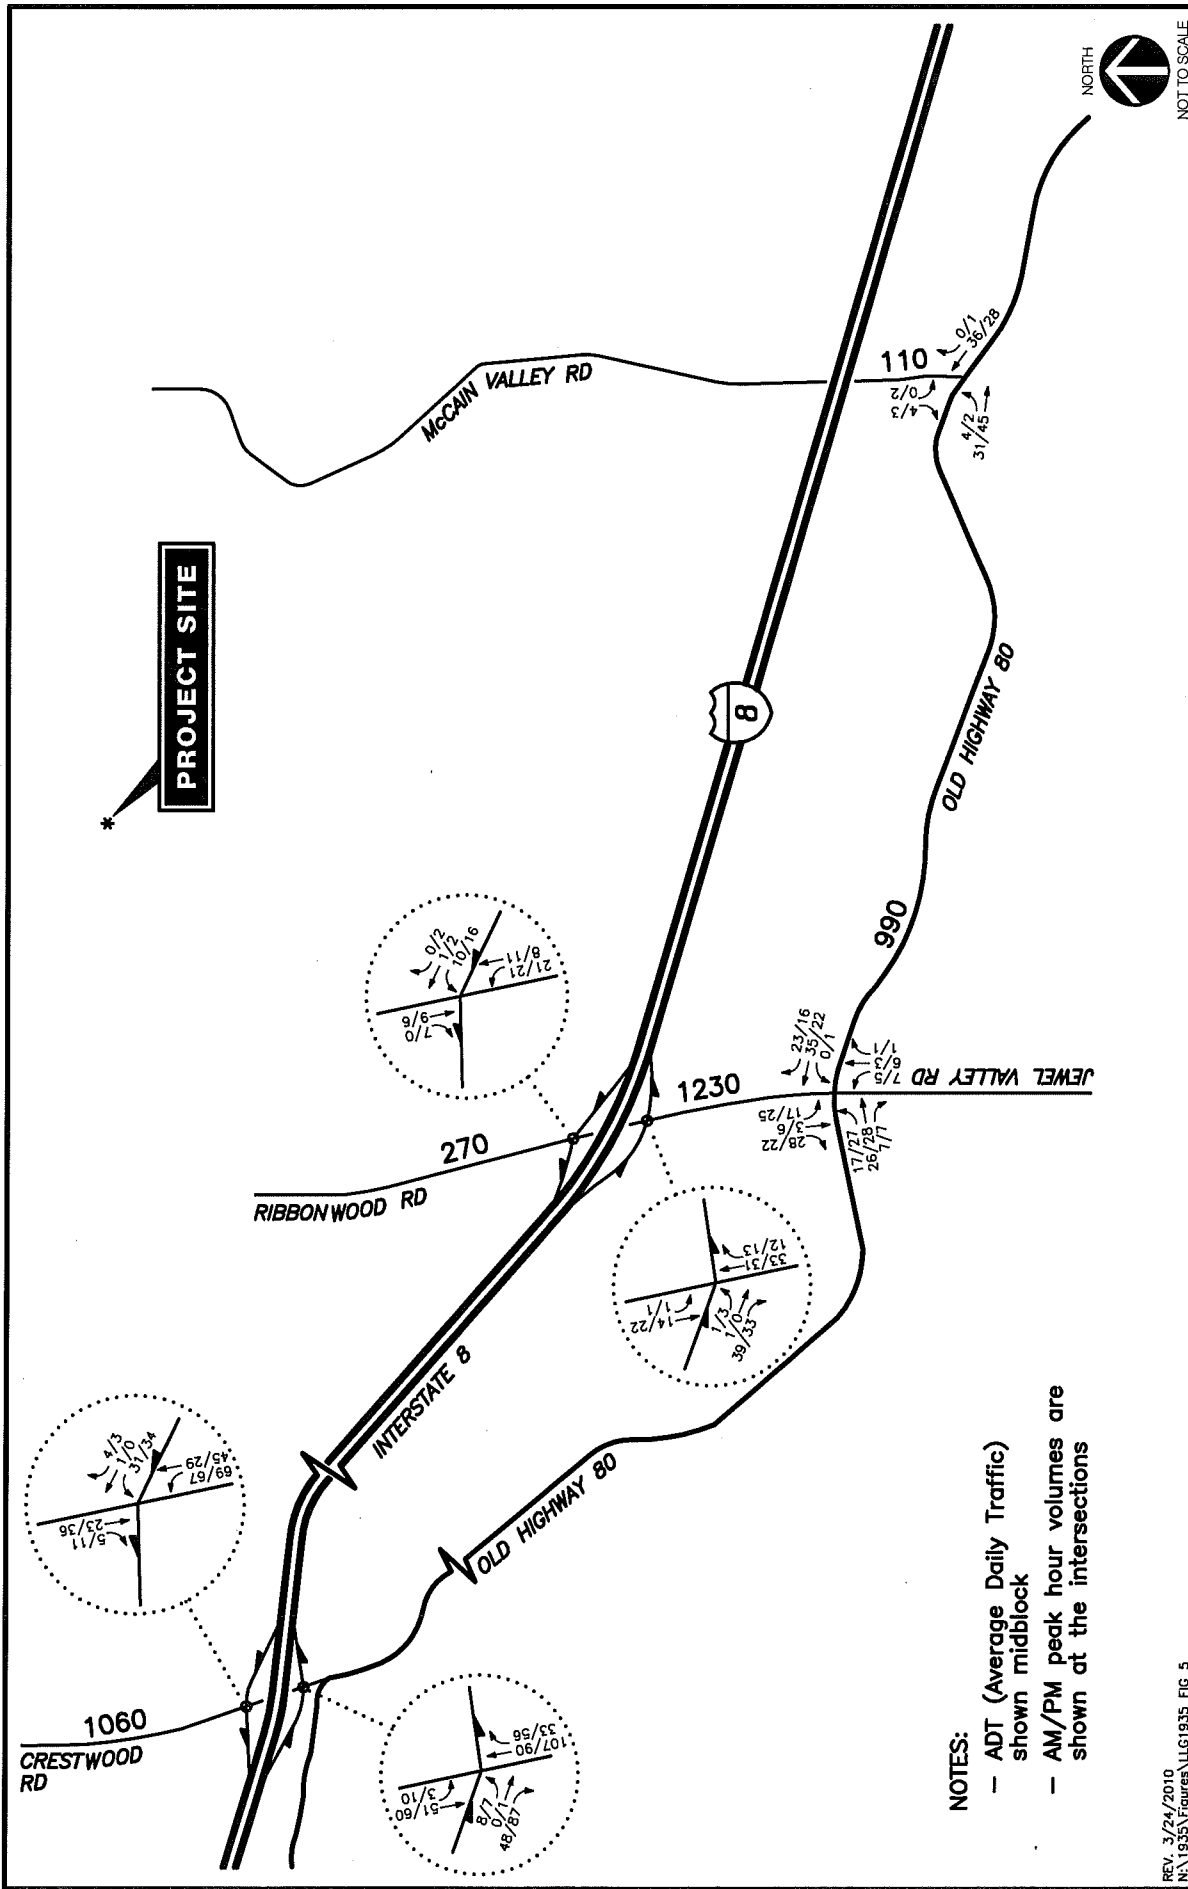 NORTH
NOT TO SCALE
PROJECT SITE
McCAIN VALLEY RD
110
0/1
36/28
4/3
0/2
4/2
31/45
0/2
1/2
10/16
7/0
9/6
8/11
21/21
8
OLD HIGHWAY 80
990
RIBBONWOOD RD
270
1230
23/16
35/22
0/1
28/22
3/6
17/25
17/27
26/28
7/7
7/5
6/3
1/1
JEWEL VALLEY RD
14/22
1/1
1/3
1/0
39/33
33/31
12/13
INTERSTATE 8
OLD HIGHWAY 80
4/3
1/0
31/34
5/11
23/36
69/67
45/29
CRESTWOOD
RD
1060
51/60
3/10
8/7
0/1
48/87
107/90
33/56
NOTES:
— ADT (Average Daily Traffic)
shown midblock
— AM/PM peak hour volumes are
shown at the intersections
REV. 3/24/2010
N:\1935\Figures\LLG1935 FIG 5